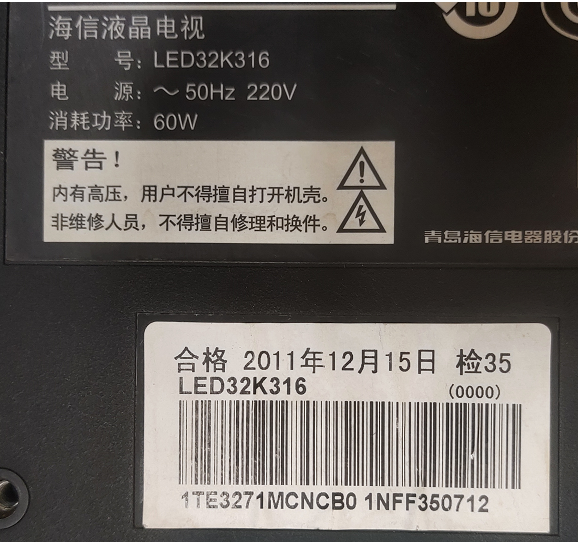 海信液晶电视
型 号: LED32K316
电 源: ～ 50Hz 220V
消耗功率: 60W
警告!
内有高压，用户不得擅自打开机壳。
非维修人员，不得擅自修理和换件。
青岛海信电器股份
合格 2011年12月15日 检35
LED32K316 (0000)
1TE3271MCNCB0 1NFF350712